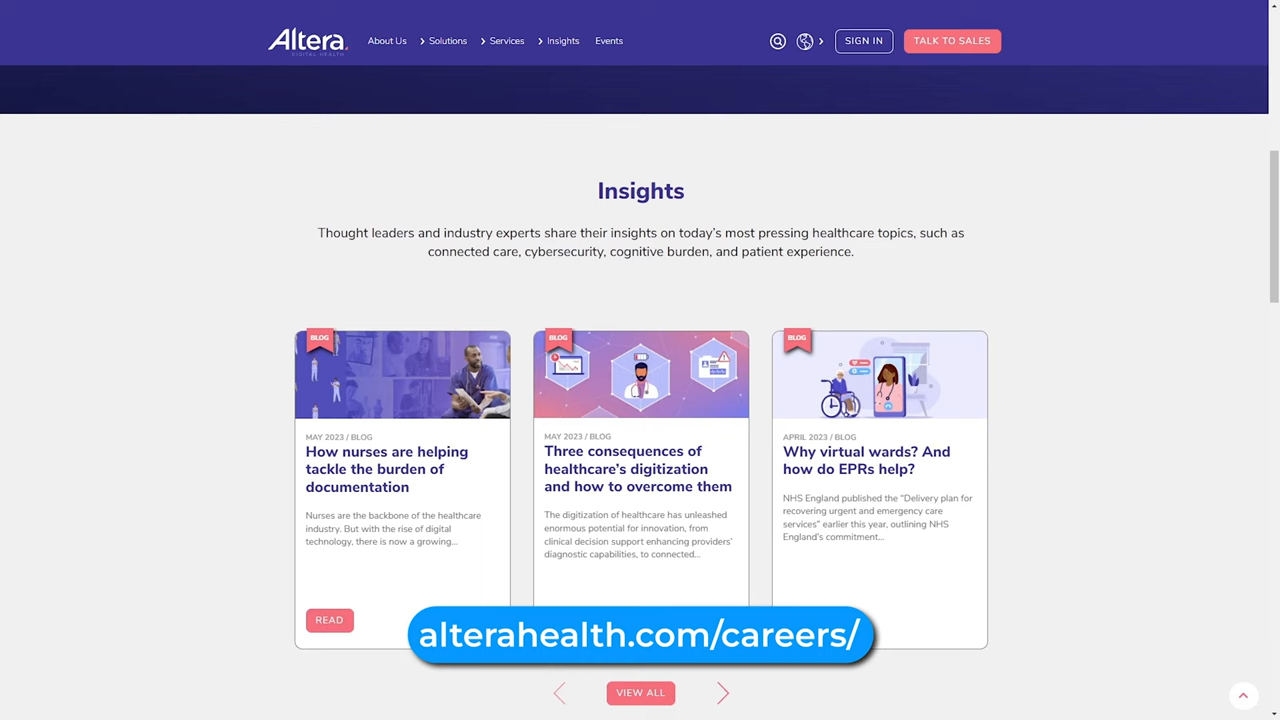 Altera
DIGITAL HEALTH
About Us
Solutions
Services
Insights
Events
SIGN IN
TALK TO SALES
Insights
Thought leaders and industry experts share their insights on today's most pressing healthcare topics, such as
connected care, cybersecurity, cognitive burden, and patient experience.
BLOG
MAY 2023 / BLOG
How nurses are helping
tackle the burden of
documentation
Nurses are the backbone of the healthcare
industry. But with the rise of digital
technology, there is now a growing...
READ
BLOG
MAY 2023 / BLOG
Three consequences of
healthcare's digitization
and how to overcome them
The digitization of healthcare has unleashed
enormous potential for innovation, from
clinical decision support enhancing providers'
diagnostic capabilities, to connected...
BLOG
APRIL 2023 / BLOG
Why virtual wards? And
how do EPRs help?
NHS England published the “Delivery plan for
recovering urgent and emergency care
services” earlier this year, outlining NHS
England's commitment...
alterahealth.com/careers/
VIEW ALL